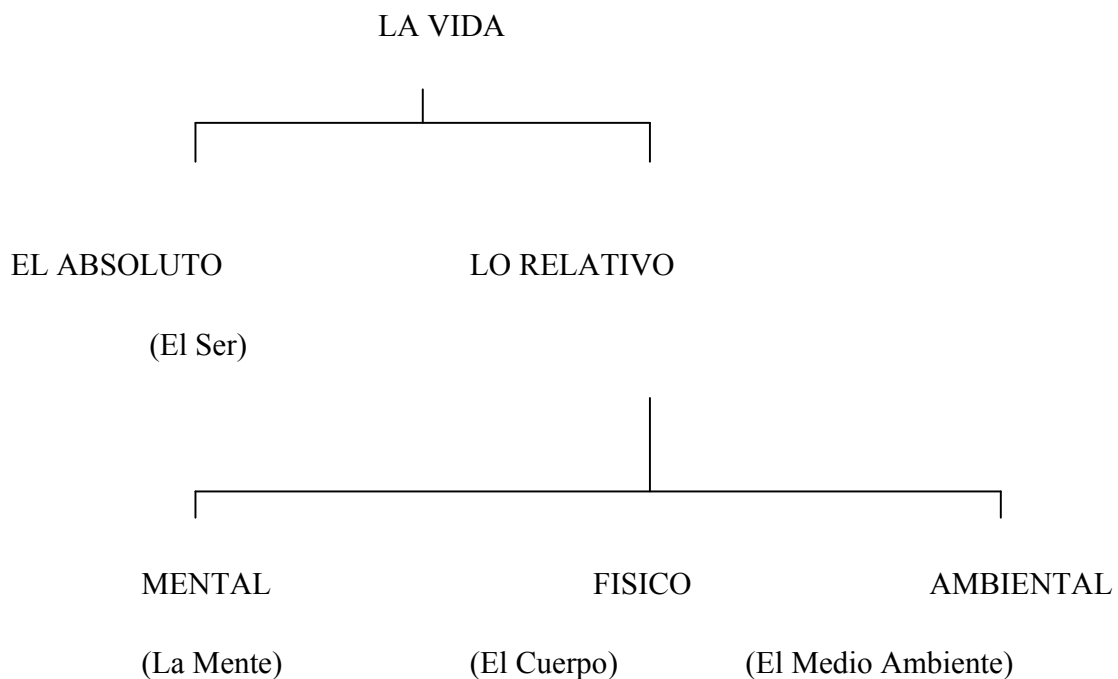 LA VIDA
EL ABSOLUTO LO RELATIVO
(El Ser)
MENTAL FISICO AMBIENTAL
(La Mente) (El Cuerpo) (El Medio Ambiente)